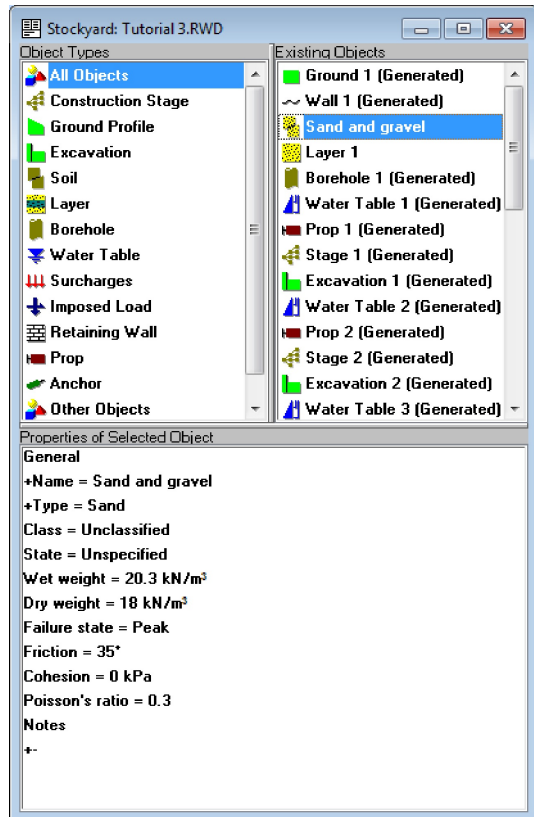 Stockyard: Tutorial 3.RWD
Object Types
All Objects
Construction Stage
Ground Profile
Excavation
Soil
Layer
Borehole
Water Table
Surcharges
Imposed Load
Retaining Wall
Prop
Anchor
Other Objects
Existing Objects
Ground 1 (Generated)
Wall 1 (Generated)
Sand and gravel
Layer 1
Borehole 1 (Generated)
Water Table 1 (Generated)
Prop 1 (Generated)
Stage 1 (Generated)
Excavation 1 (Generated)
Water Table 2 (Generated)
Prop 2 (Generated)
Stage 2 (Generated)
Excavation 2 (Generated)
Water Table 3 (Generated)
Properties of Selected Object
General
+Name = Sand and gravel
+Type = Sand
Class = Unclassified
State = Unspecified
Wet weight = 20.3 kN/m³
Dry weight = 18 kN/m³
Failure state = Peak
Friction = 35°
Cohesion = 0 kPa
Poisson's ratio = 0.3
Notes
+-